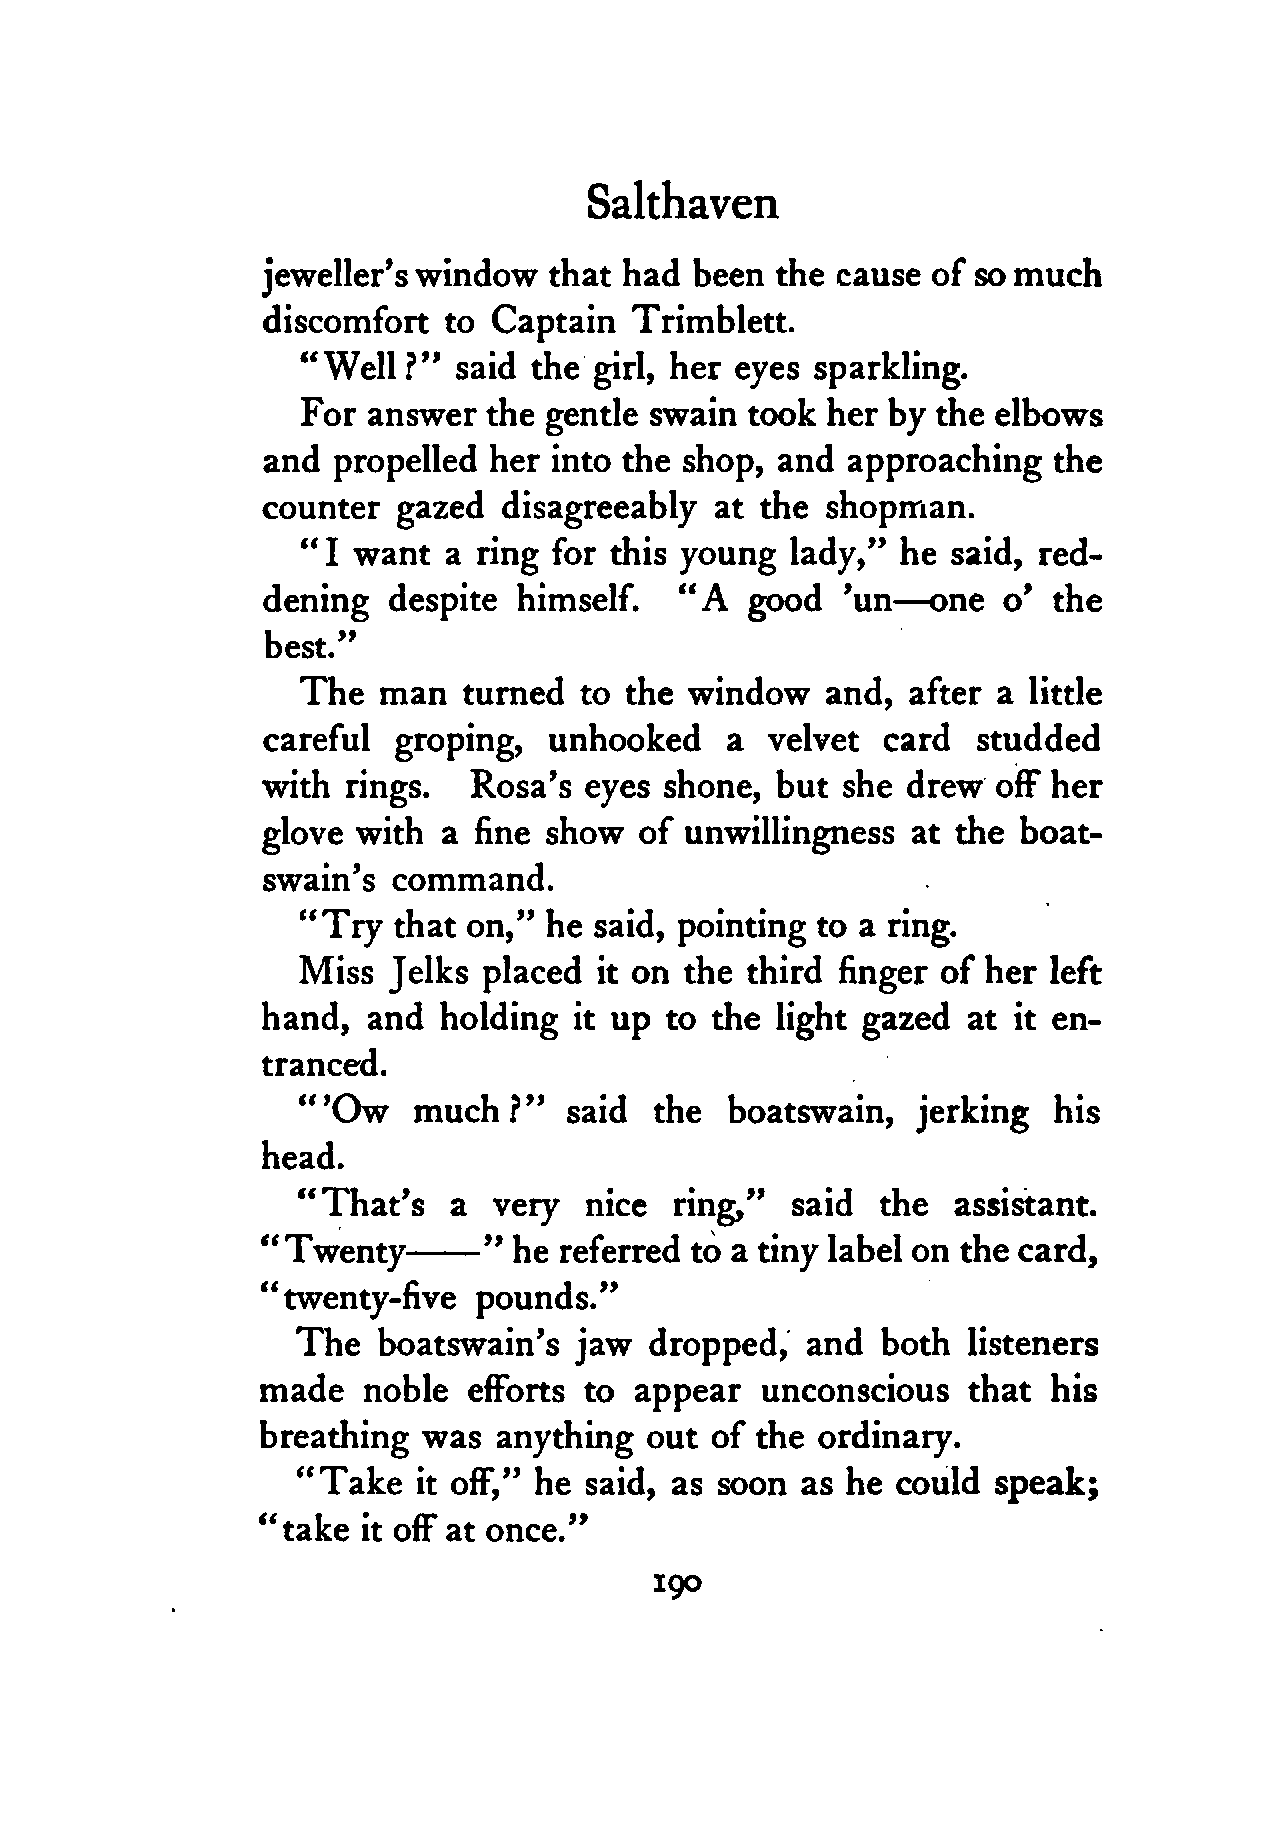 Salthaven
jeweller's window that had been the cause of so much
discomfort to Captain Trimblett.
"Well?" said the girl, her eyes sparkling.
For answer the gentle swain took her by the elbows
and propelled her into the shop, and approaching the
counter gazed disagreeably at the shopman.
"I want a ring for this young lady," he said, red-
dening despite himself. "A good 'un—one o' the
best."
The man turned to the window and, after a little
careful groping, unhooked a velvet card studded
with rings. Rosa's eyes shone, but she drew off her
glove with a fine show of unwillingness at the boat-
swain's command.
"Try that on," he said, pointing to a ring.
Miss Jelks placed it on the third finger of her left
hand, and holding it up to the light gazed at it en-
tranced.
"'Ow much?" said the boatswain, jerking his
head.
"That's a very nice ring," said the assistant.
"Twenty——" he referred to a tiny label on the card,
"twenty-five pounds."
The boatswain's jaw dropped, and both listeners
made noble efforts to appear unconscious that his
breathing was anything out of the ordinary.
"Take it off," he said, as soon as he could speak;
"take it off at once."
190